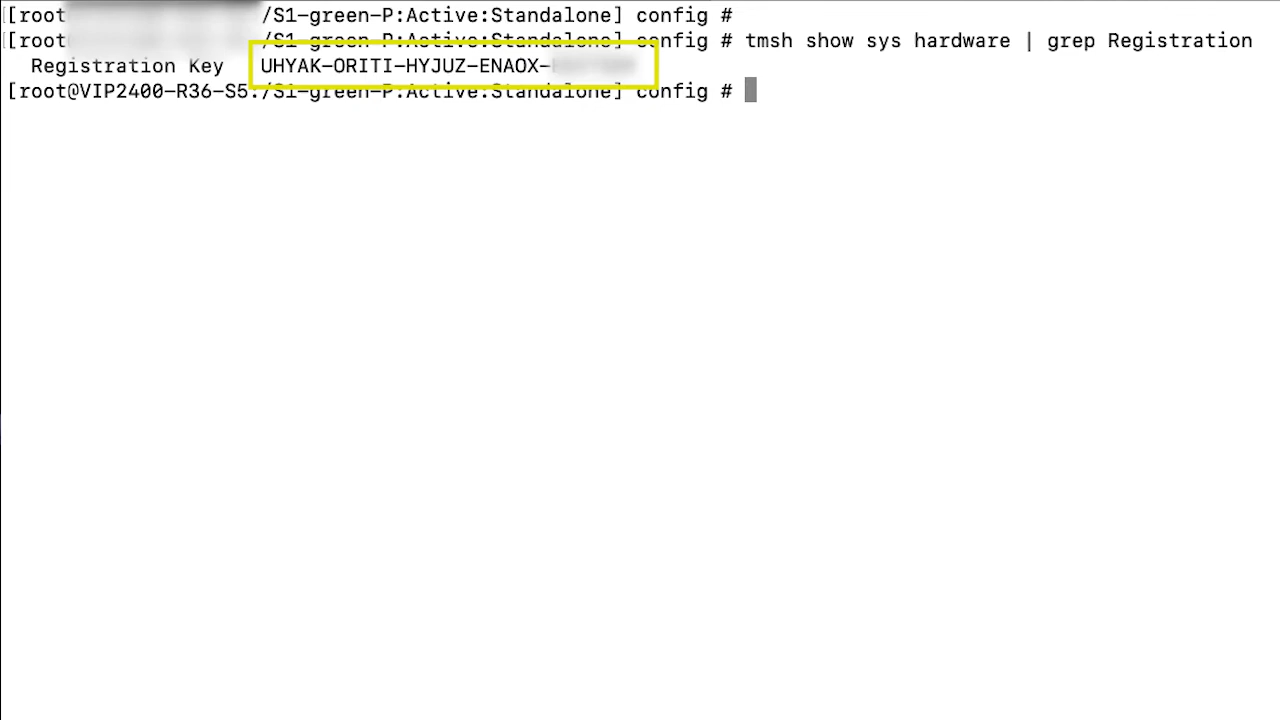 [root /S1-green-P:Active:Standalone] config #
[root /S1-green-P:Active:Standalone] config # tmsh show sys hardware | grep Registration
Registration Key UHYAK-ORITI-HYJUZ-ENAOX-
[root@VIP2400-R36-S5:/S1-green-P:Active:Standalone] config #